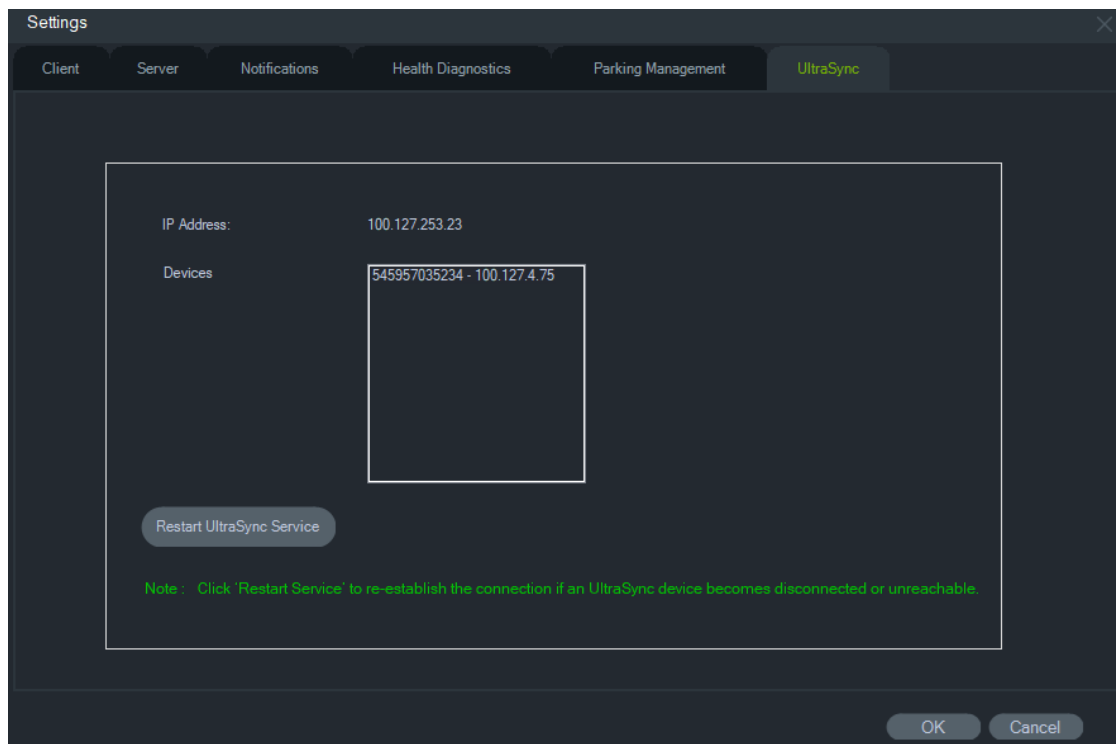 Settings
Client Server Notifications Health Diagnostics Parking Management UltraSync
IP Address: 100.127.253.23
Devices 545957035234 - 100.127.4.75
Restart UltraSync Service
Note : Click 'Restart Service' to re-establish the connection if an UltraSync device becomes disconnected or unreachable.
OK Cancel